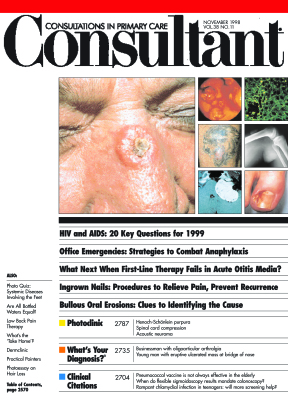 CONSULTATIONS IN PRIMARY CARE
NOVEMBER 1998
VOL 38 NO. 11
Consultant
HIV and AIDS: 20 Key Questions for 1999
Office Emergencies: Strategies to Combat Anaphylaxis
What Next When First-Line Therapy Fails in Acute Otitis Media?
Ingrown Nails: Procedures to Relieve Pain, Prevent Recurrence
Bullous Oral Erosions: Clues to Identifying the Cause
ALSO:
Photo Quiz:
Systemic Diseases
Involving the Feet
Are All Bottled
Waters Equal?
Low Back Pain
Therapy
What's the
"Take Home"?
Dermclinic
Practical Pointers
Photoessay on
Hair Loss
Table of Contents,
page 2570
Photoclinic 2787
Henoch-Schönlein purpura
Spinal cord compression
Acoustic neuroma
What's Your
Diagnosis? 2735
Businessman with oligoarticular arthralgia
Young man with eruptive ulcerated mass at bridge of nose
Clinical
Citations 2704
Pneumococcal vaccine is not always effective in the elderly
When do flexible sigmoidoscopy results mandate colonoscopy?
Rampant chlamydial infection in teenagers: will more screening help?